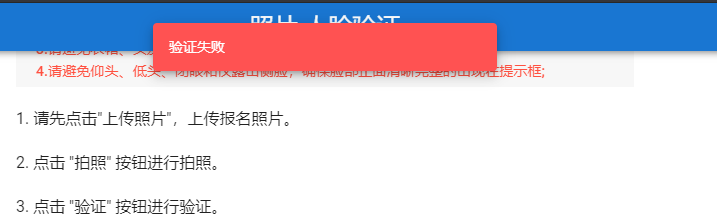 照片人脸验证
验证失败
4.请避免仰头、低头、闭眼和仅露出侧脸，确保脸部正面清晰完整的出现在提示框;
1. 请先点击"上传照片"，上传报名照片。
2. 点击 "拍照" 按钮进行拍照。
3. 点击 "验证" 按钮进行验证。